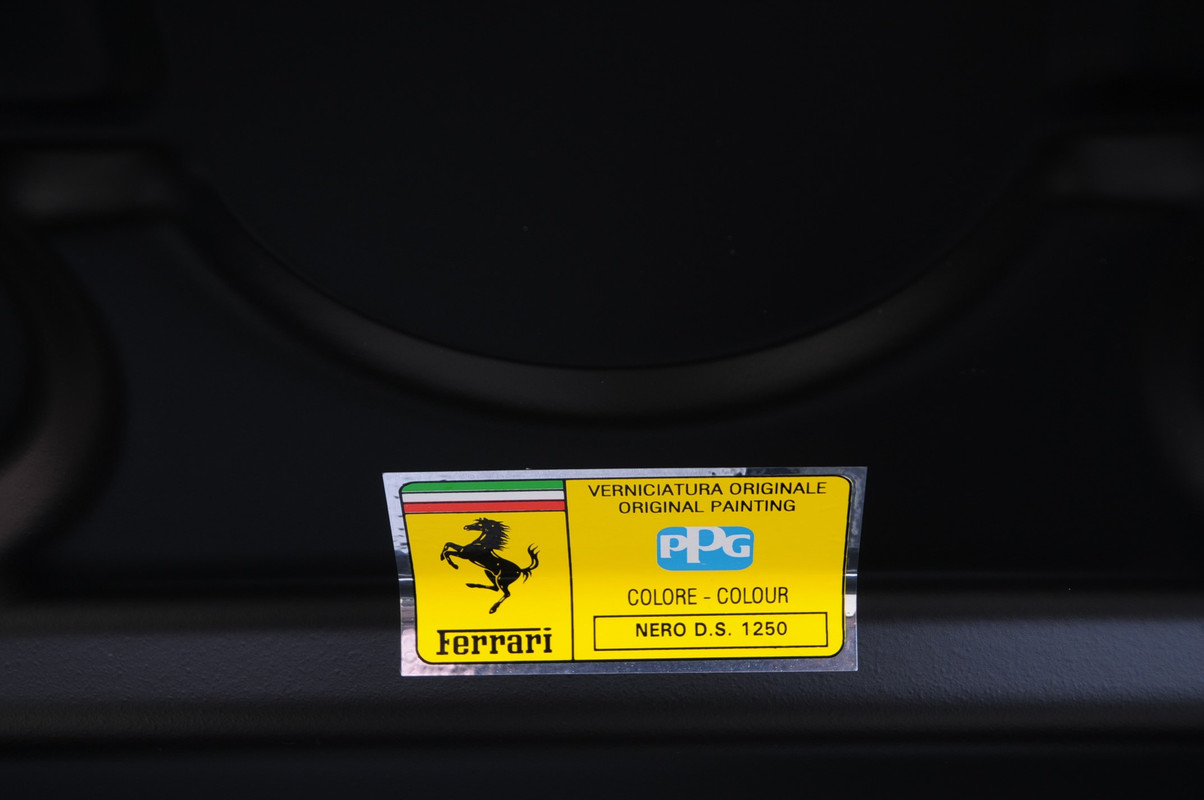 Ferrari
VERNICIATURA ORIGINALE
ORIGINAL PAINTING
PPG
COLORE - COLOUR
NERO D.S. 1250